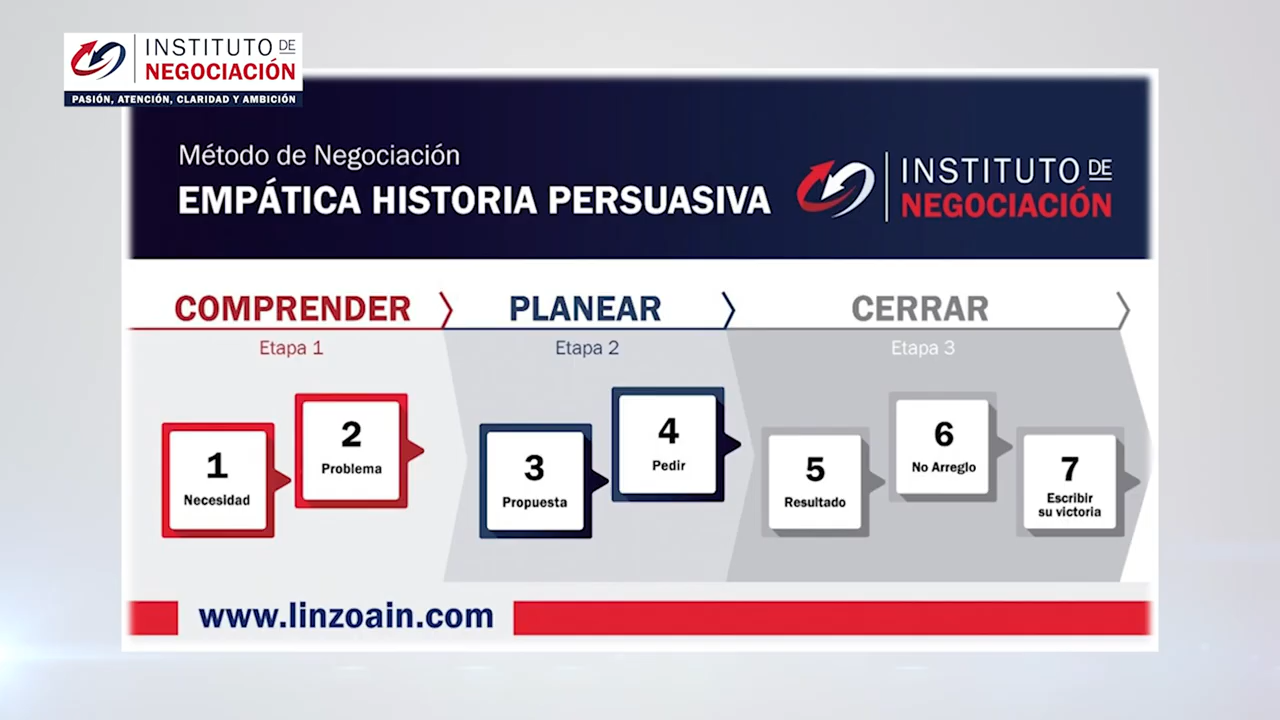 INSTITUTO DE
NEGOCIACIÓN
PASIÓN, ATENCIÓN, CLARIDAD Y AMBICIÓN
Método de Negociación
EMPÁTICA HISTORIA PERSUASIVA
INSTITUTO DE
NEGOCIACIÓN
COMPRENDER
PLANEAR
CERRAR
Etapa 1
Etapa 2
Etapa 3
1
Necesidad
2
Problema
3
Propuesta
4
Pedir
5
Resultado
6
No Arreglo
7
Escribir
su victoria
www.linzoain.com